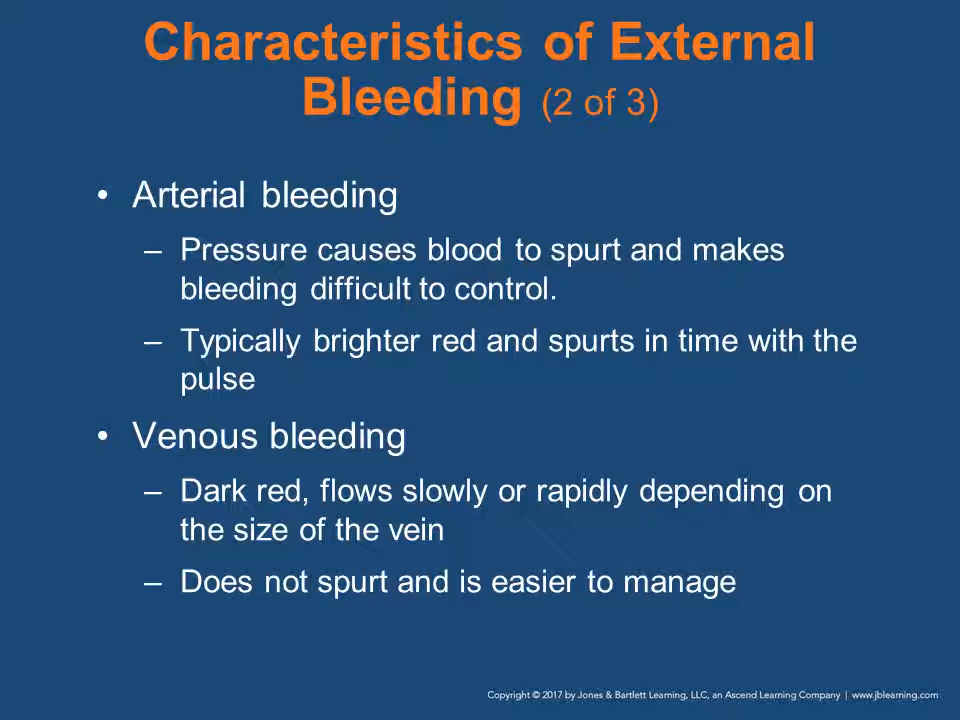 Characteristics of External
Bleeding (2 of 3)
• Arterial bleeding
– Pressure causes blood to spurt and makes
bleeding difficult to control.
– Typically brighter red and spurts in time with the
pulse
• Venous bleeding
– Dark red, flows slowly or rapidly depending on
the size of the vein
– Does not spurt and is easier to manage
Copyright © 2017 by Jones & Bartlett Learning, LLC, an Ascend Learning Company | www.jblearning.com